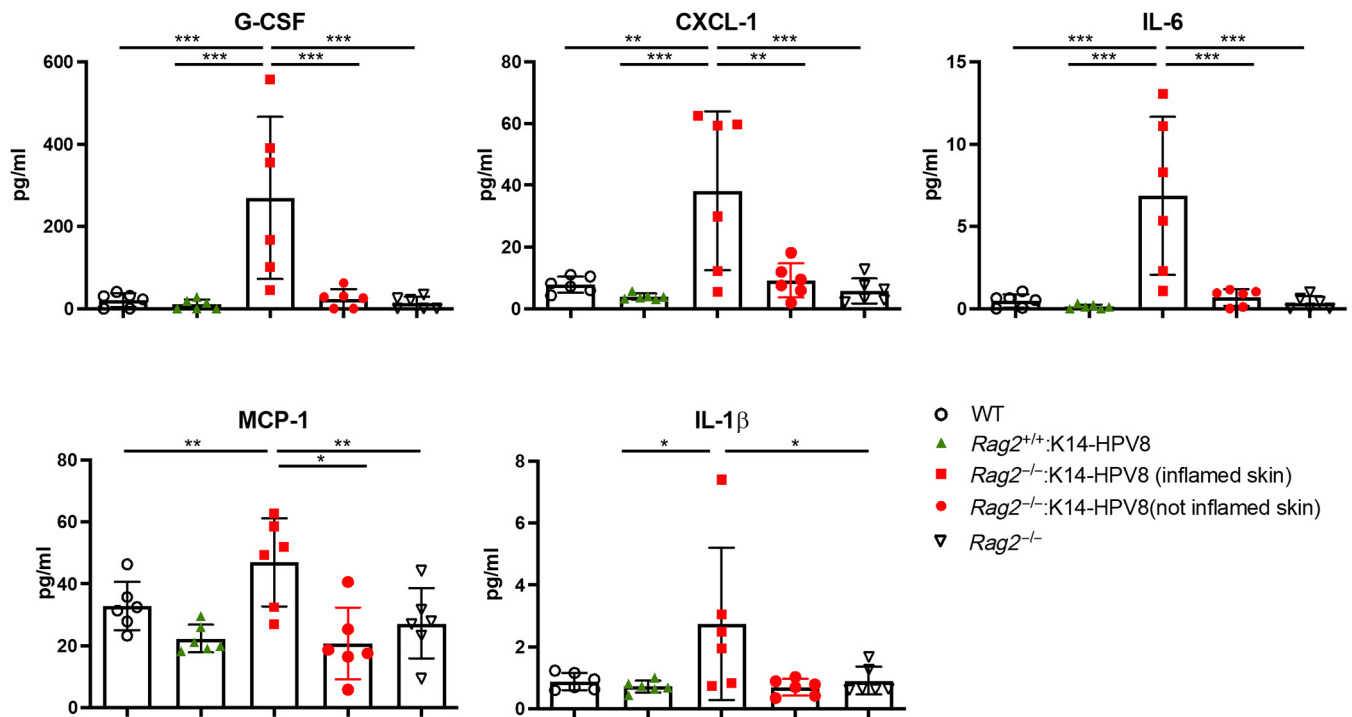 G-CSF
*** ***
*** ***
pg/ml
600
400
200
0
CXCL-1
** ***
*** **
pg/ml
80
60
40
20
0
IL-6
*** ***
*** ***
pg/ml
15
10
5
0
MCP-1
** **
*
pg/ml
80
60
40
20
0
IL-1β
* *
pg/ml
8
6
4
2
0
WT
Rag2+/+:K14-HPV8
Rag2−/−:K14-HPV8 (inflamed skin)
Rag2−/−:K14-HPV8(not inflamed skin)
Rag2−/−